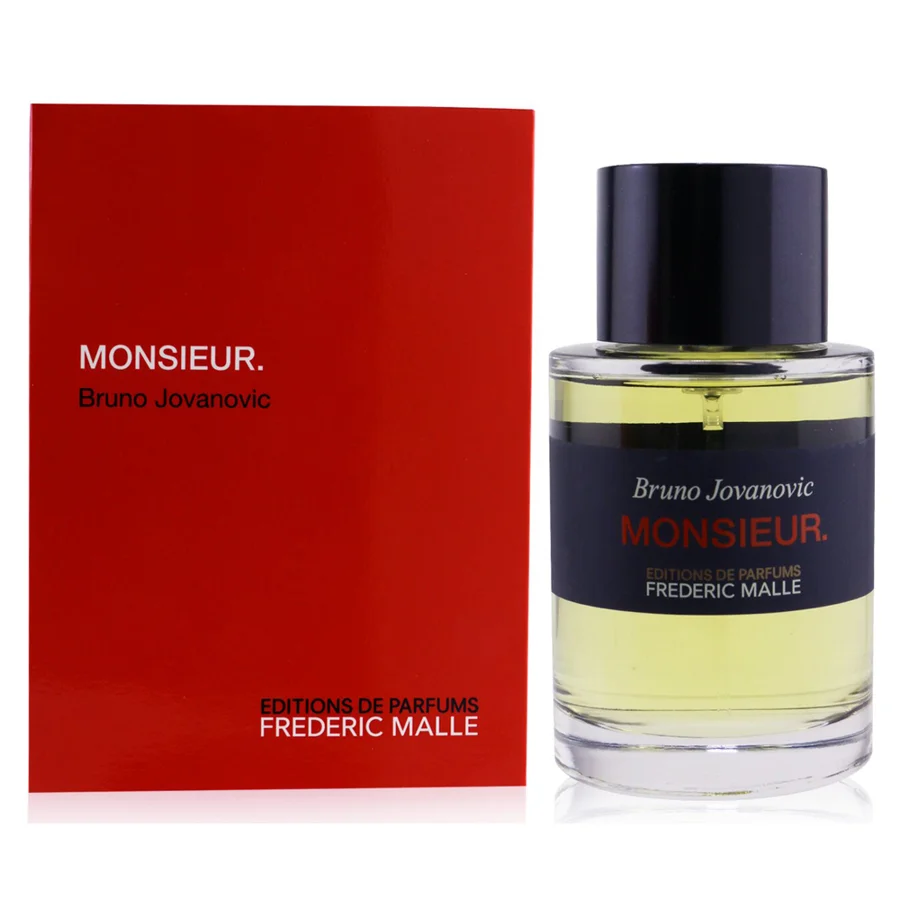 MONSIEUR.
Bruno Jovanovic
EDITIONS DE PARFUMS
FREDERIC MALLE
Bruno Jovanovic
MONSIEUR.
EDITIONS DE PARFUMS
FREDERIC MALLE